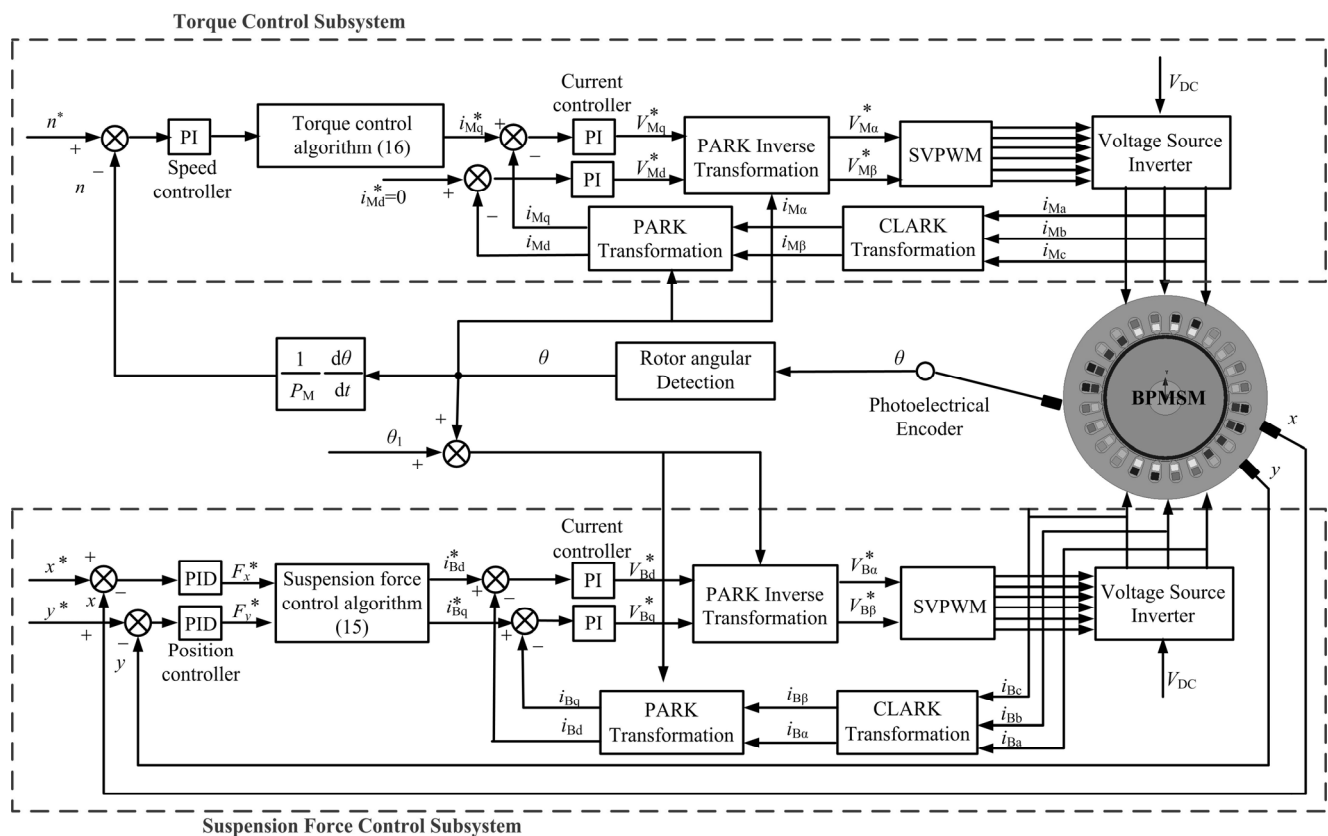 Torque Control Subsystem
n*
+
−
n
PI
Speed
controller
Torque control
algorithm (16)
i*Mq
+
−
i*Md=0
+
−
Current
controller
PI
PI
V*Mq
V*Md
PARK Inverse
Transformation
V*Mα
V*Mβ
SVPWM
VDC
Voltage Source
Inverter
iMq
iMd
PARK
Transformation
iMα
iMβ
CLARK
Transformation
iMa
iMb
iMc
1
PM
dθ
dt
θ
Rotor angular
Detection
θ
Photoelectrical
Encoder
BPMSM
x
y
θ1
+
+
x*
+
−
x
y*
+
−
y
PID
PID
Position
controller
Fx*
Fy*
Suspension force
control algorithm
(15)
i*Bd
i*Bq
+
−
+
−
Current
controller
PI
PI
V*Bd
V*Bq
PARK Inverse
Transformation
V*Bα
V*Bβ
SVPWM
Voltage Source
Inverter
VDC
iBq
iBd
PARK
Transformation
iBβ
iBα
CLARK
Transformation
iBc
iBb
iBa
Suspension Force Control Subsystem